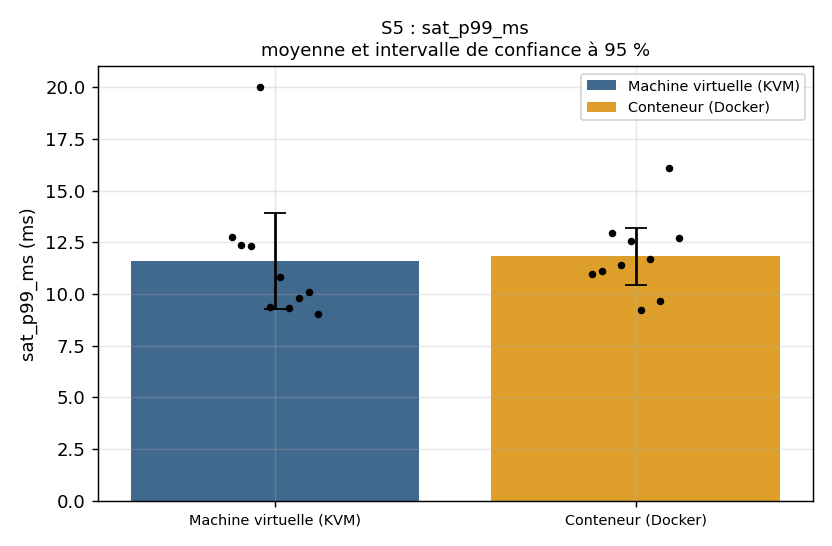 S5 : sat_p99_ms
moyenne et intervalle de confiance à 95 %
Machine virtuelle (KVM)
Conteneur (Docker)
sat_p99_ms (ms)
20.0
17.5
15.0
12.5
10.0
7.5
5.0
2.5
0.0
Machine virtuelle (KVM)
Conteneur (Docker)